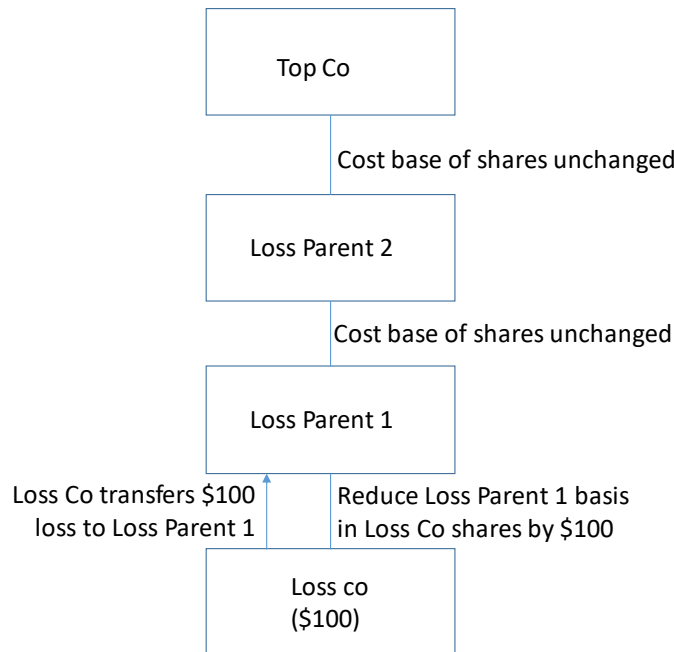 Top Co
Cost base of shares unchanged
Loss Parent 2
Cost base of shares unchanged
Loss Parent 1
Loss Co transfers $100
loss to Loss Parent 1
Reduce Loss Parent 1 basis
in Loss Co shares by $100
Loss co
($100)